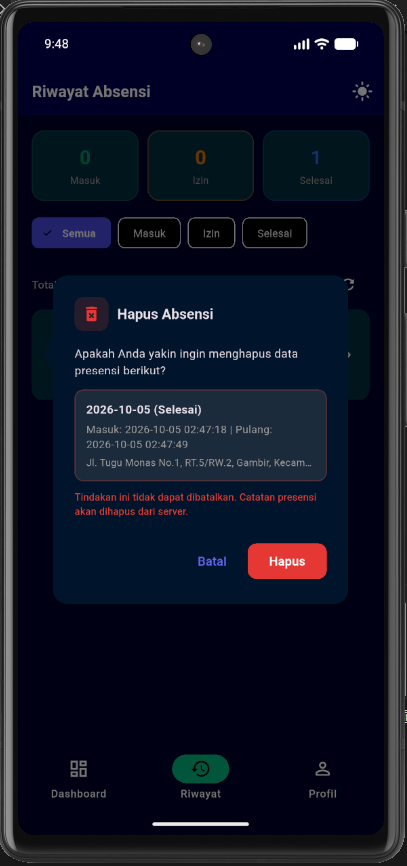 9:48
Riwayat Absensi
0
0
1
Masuk
Izin
Selesai
Semua
Masuk
Izin
Selesai
Tota
Hapus Absensi
Apakah Anda yakin ingin menghapus data
presensi berikut?
2026-10-05 (Selesai)
Masuk: 2026-10-05 02:47:18 | Pulang:
2026-10-05 02:47:49
Jl. Tugu Monas No.1, RT.5/RW.2, Gambir, Kecam...
Tindakan ini tidak dapat dibatalkan. Catatan presensi
akan dihapus dari server.
Batal
Hapus
Dashboard
Riwayat
Profil